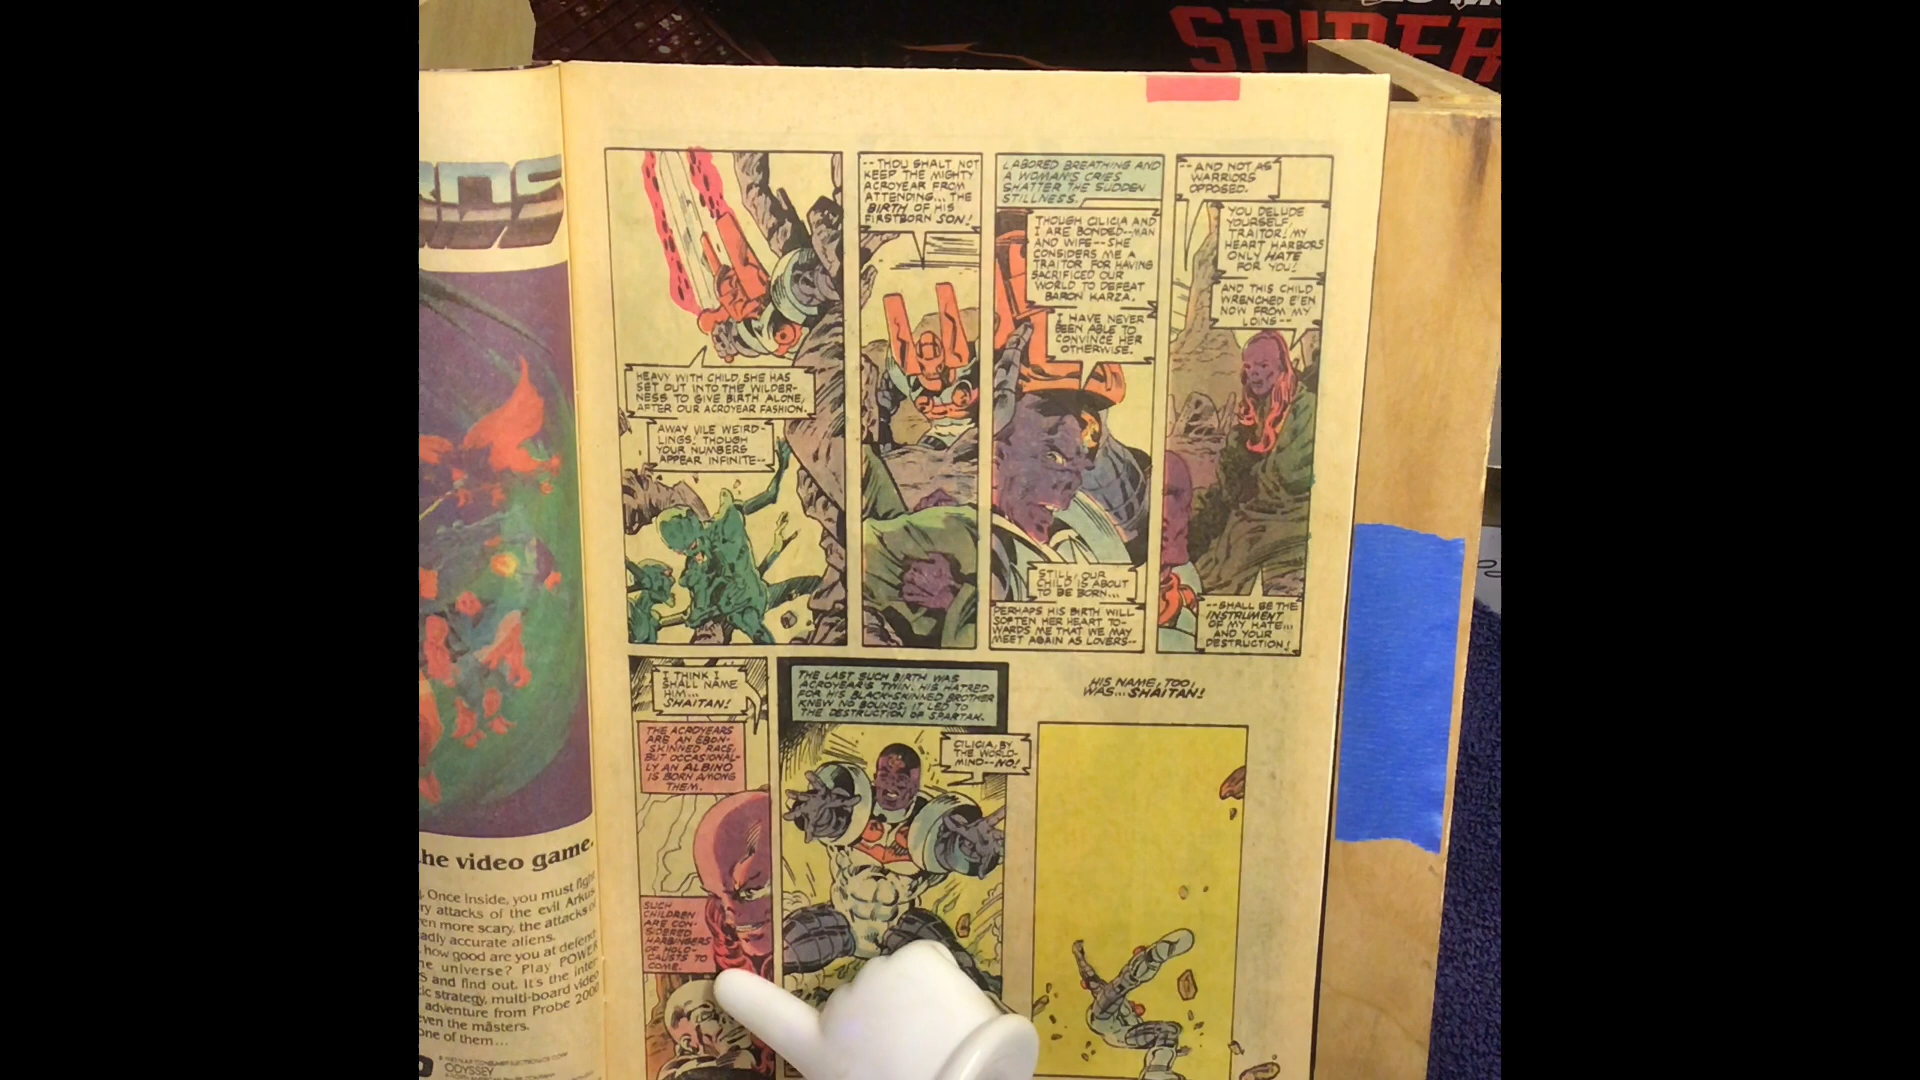 SPIDER
-- THOU SHALT NOT
KEEP THE MIGHTY
ACROYEAR FROM
ATTENDING... THE
BIRTH OF HIS
FIRSTBORN SON!
LABORED BREATHING AND
A WOMAN'S CRIES
SHATTER THE SUDDEN
STILLNESS.
--AND NOT AS
WARRIORS
OPPOSED.
HEAVY WITH CHILD, SHE HAS
SET OUT INTO THE WILDER-
NESS TO GIVE BIRTH ALONE,
AFTER OUR ACROYEAR FASHION.
AWAY VILE WEIRD-
LINGS! THOUGH
YOUR NUMBERS
APPEAR INFINITE--
THOUGH CILICIA AND
I ARE BONDED--MAN
AND WIFE--SHE
CONSIDERS ME A
TRAITOR FOR HAVING
SACRIFICED OUR
WORLD TO DEFEAT
BARON KARZA.
I HAVE NEVER
BEEN ABLE TO
CONVINCE HER
OTHERWISE.
STILL, OUR
CHILD IS ABOUT
TO BE BORN...
PERHAPS HIS BIRTH WILL
SOFTEN HER HEART TO-
WARDS ME THAT WE MAY
MEET AGAIN AS LOVERS--
YOU DELUDE
YOURSELF,
TRAITOR! MY
HEART HARBORS
ONLY HATE
FOR YOU!
AND THIS CHILD
WRENCHED E'EN
NOW FROM MY
LOINS--
--SHALL BE THE
INSTRUMENT
OF MY HATE...
AND YOUR
DESTRUCTION!
I THINK I
SHALL NAME
HIM...
SHAITAN!
THE ACROYEARS
ARE AN EBON-
SKINNED RACE,
BUT OCCASIONAL-
LY AN ALBINO
IS BORN AMONG
THEM.
SUCH
CHILDREN
ARE CON-
SIDERED
HARBINGERS
OF HOLO-
CAUSTS TO
COME.
THE LAST SUCH BIRTH WAS
ACROYEAR'S TWIN. HIS HATRED
FOR HIS BLACK-SKINNED BROTHER
KNEW NO BOUNDS. IT LED TO
THE DESTRUCTION OF SPARTAK.
CILICIA, BY
THE WORLD-
MIND--NO!
HIS NAME, TOO,
WAS... SHAITAN!
the video game.
Once inside, you must fight
attacks of the evil Arkus
more scary, the attacks of
accurate aliens.
how good are you at
universe? Play POWER
and find out. It's the
strategy, multi-board video
adventure from Probe 2000
the masters.
one of them...
ODYSSEY